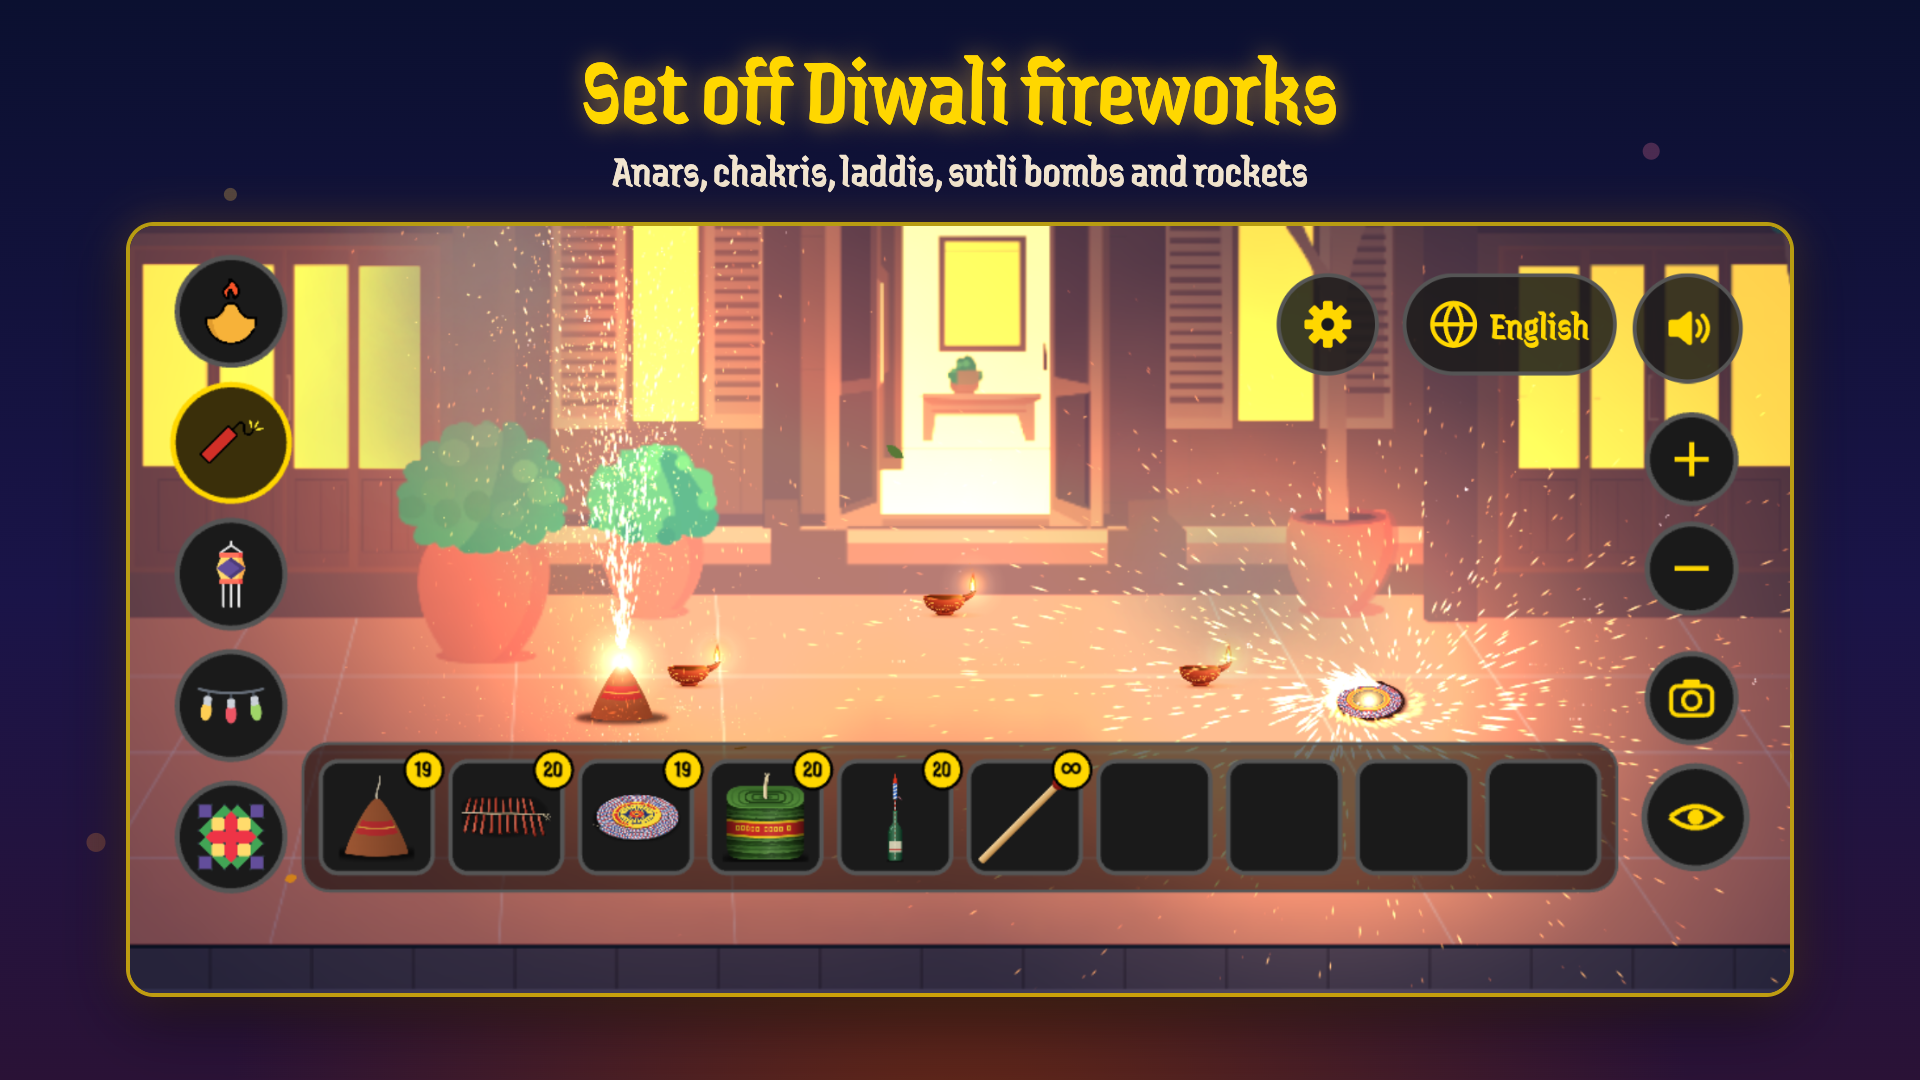 Set off Diwali fireworks
Anars, chakris, laddis, sutli bombs and rockets
English
19
20
19
20
20
∞